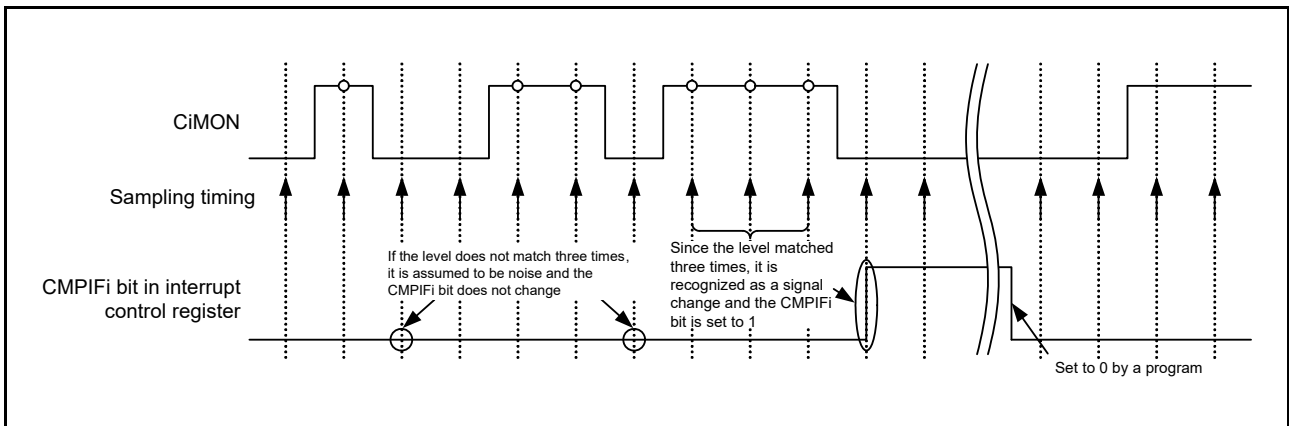 CiMON
Sampling timing
If the level does not match three times,
it is assumed to be noise and the
CMPIFi bit does not change
Since the level matched
three times, it is
recognized as a signal
change and the CMPIFi
bit is set to 1
CMPIFi bit in interrupt
control register
Set to 0 by a program